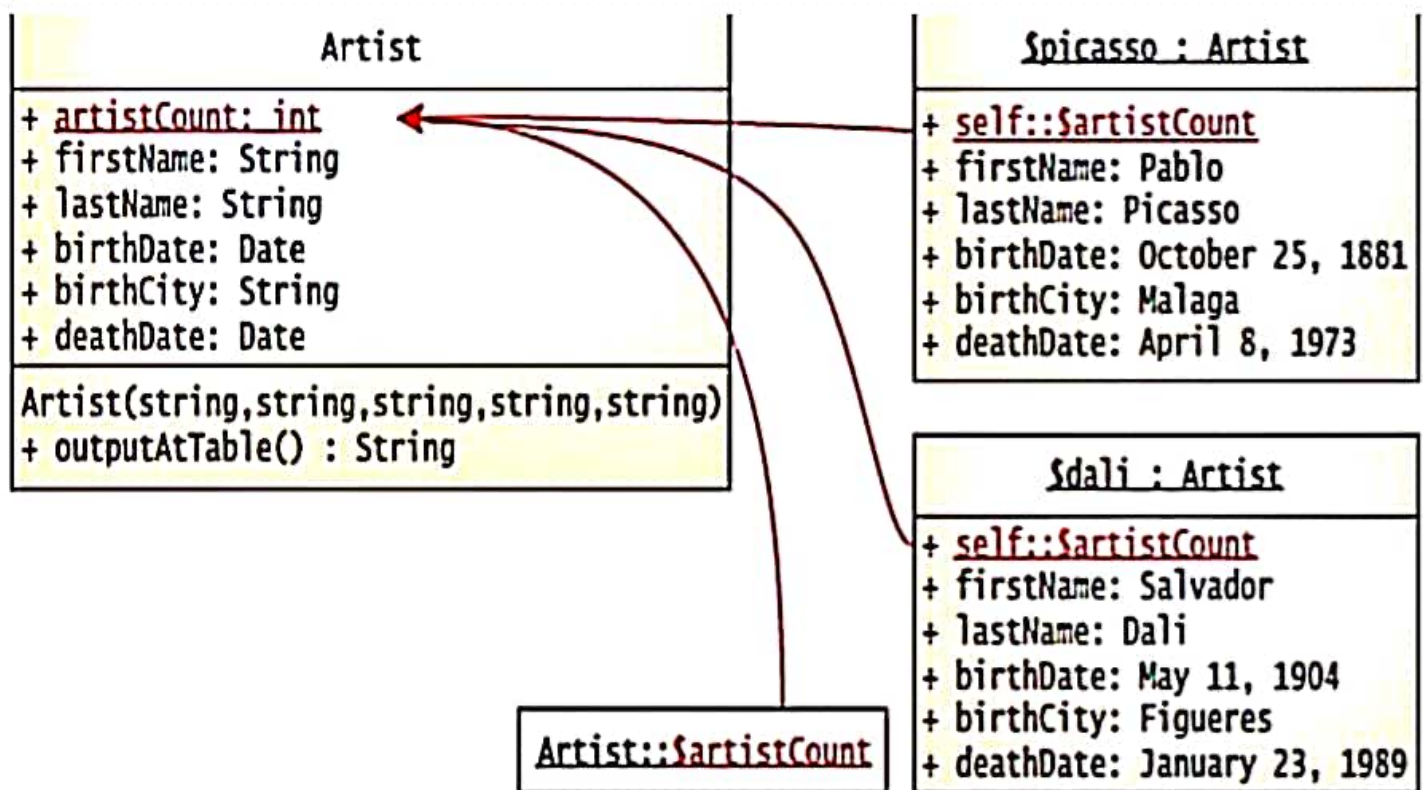 Artist
+ artistCount: int
+ firstName: String
+ lastName: String
+ birthDate: Date
+ birthCity: String
+ deathDate: Date
Artist(string,string,string,string,string)
+ outputAtTable() : String
$picasso : Artist
+ self::$artistCount
+ firstName: Pablo
+ lastName: Picasso
+ birthDate: October 25, 1881
+ birthCity: Malaga
+ deathDate: April 8, 1973
$dali : Artist
+ self::$artistCount
+ firstName: Salvador
+ lastName: Dali
+ birthDate: May 11, 1904
+ birthCity: Figueres
+ deathDate: January 23, 1989
Artist::$artistCount